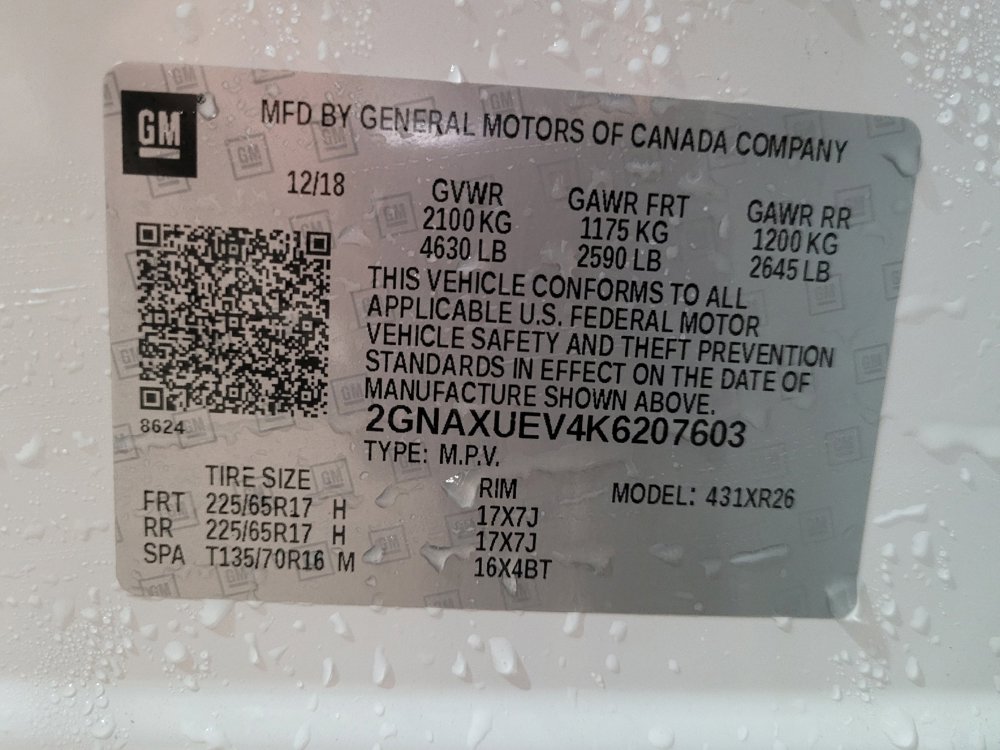 GM MFD BY GENERAL MOTORS OF CANADA COMPANY
12/18
GVWR GAWR FRT GAWR RR
2100 KG 1175 KG 1200 KG
4630 LB 2590 LB 2645 LB
THIS VEHICLE CONFORMS TO ALL
APPLICABLE U.S. FEDERAL MOTOR
VEHICLE SAFETY AND THEFT PREVENTION
STANDARDS IN EFFECT ON THE DATE OF
MANUFACTURE SHOWN ABOVE.
8624
2GNAXUEV4K6207603
TYPE: M.P.V.
TIRE SIZE RIM MODEL: 431XR26
FRT 225/65R17 H 17X7J
RR 225/65R17 H 17X7J
SPA T135/70R16 M 16X4BT